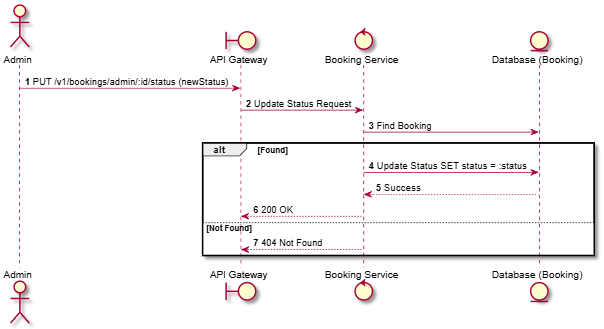 Admin
API Gateway
Booking Service
Database (Booking)
1 PUT /v1/bookings/admin/:id/status (newStatus)
2 Update Status Request
3 Find Booking
alt [Found]
4 Update Status SET status = :status
5 Success
6 200 OK
[Not Found]
7 404 Not Found
Admin
API Gateway
Booking Service
Database (Booking)